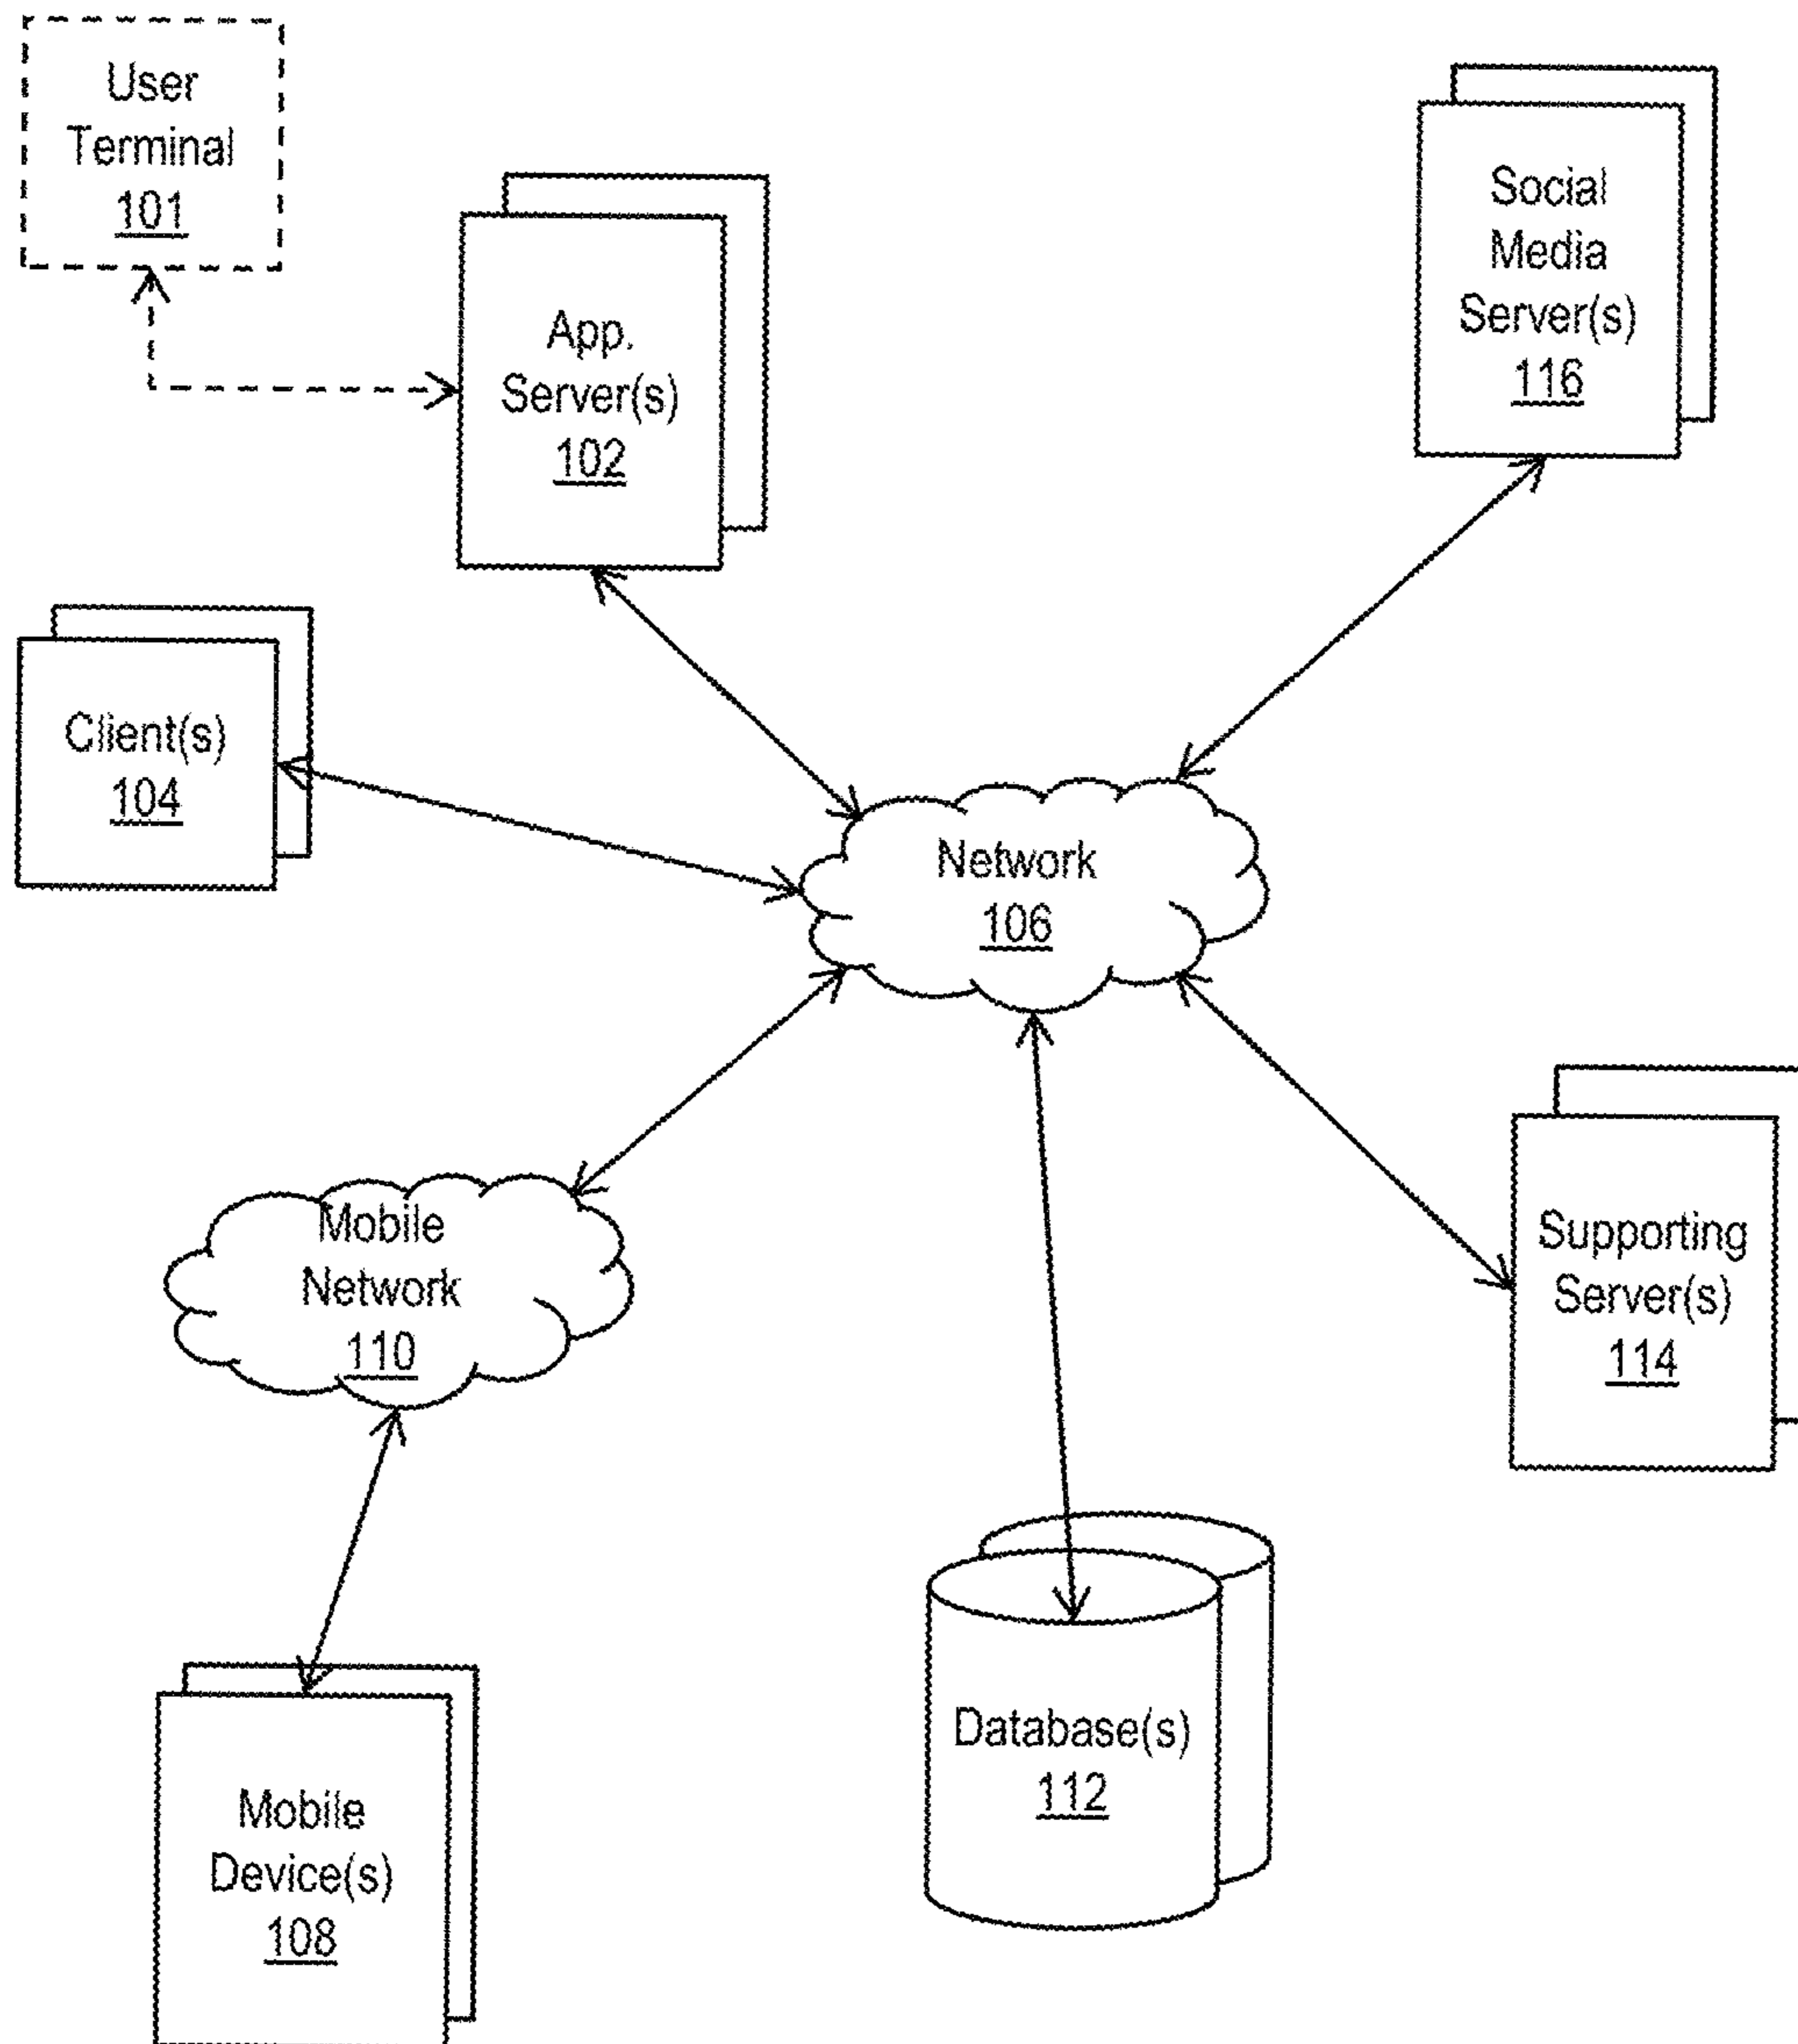 User
Terminal
101
App.
Server(s)
102
Social
Media
Server(s)
116
Client(s)
104
Network
106
Mobile
Network
110
Supporting
Server(s)
114
Mobile
Device(s)
108
Database(s)
112